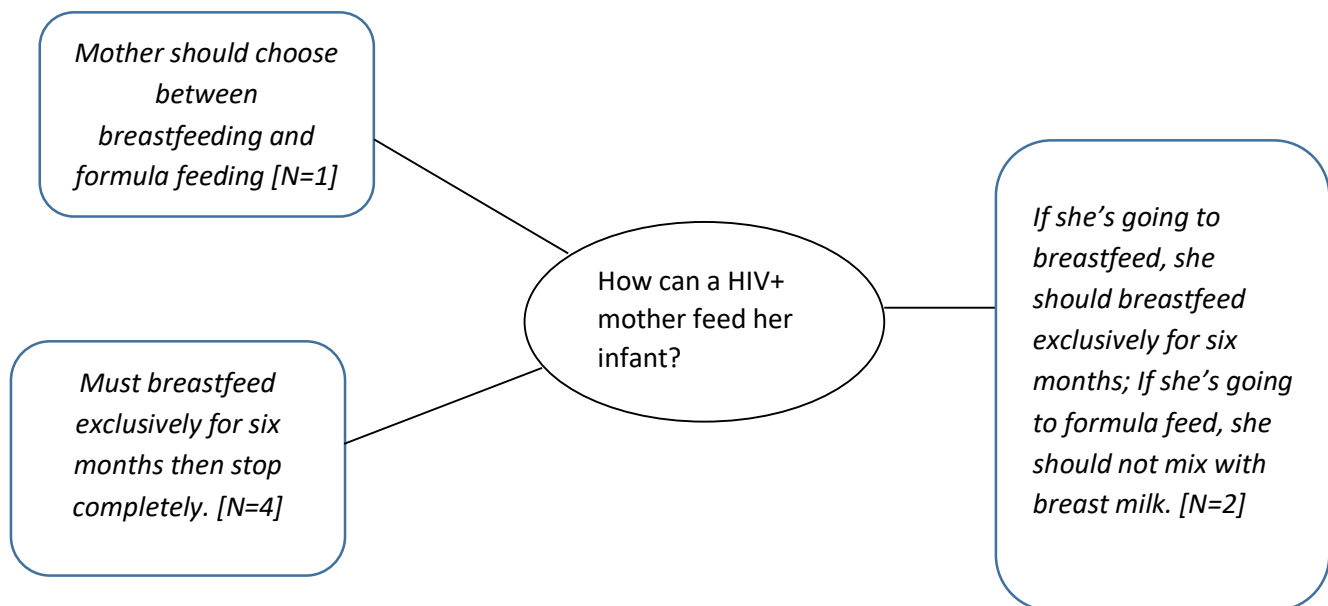 Mother should choose
between
breastfeeding and
formula feeding [N=1]
How can a HIV+
mother feed her
infant?
If she’s going to
breastfeed, she
should breastfeed
exclusively for six
months; If she’s going
to formula feed, she
should not mix with
breast milk. [N=2]
Must breastfeed
exclusively for six
months then stop
completely. [N=4]